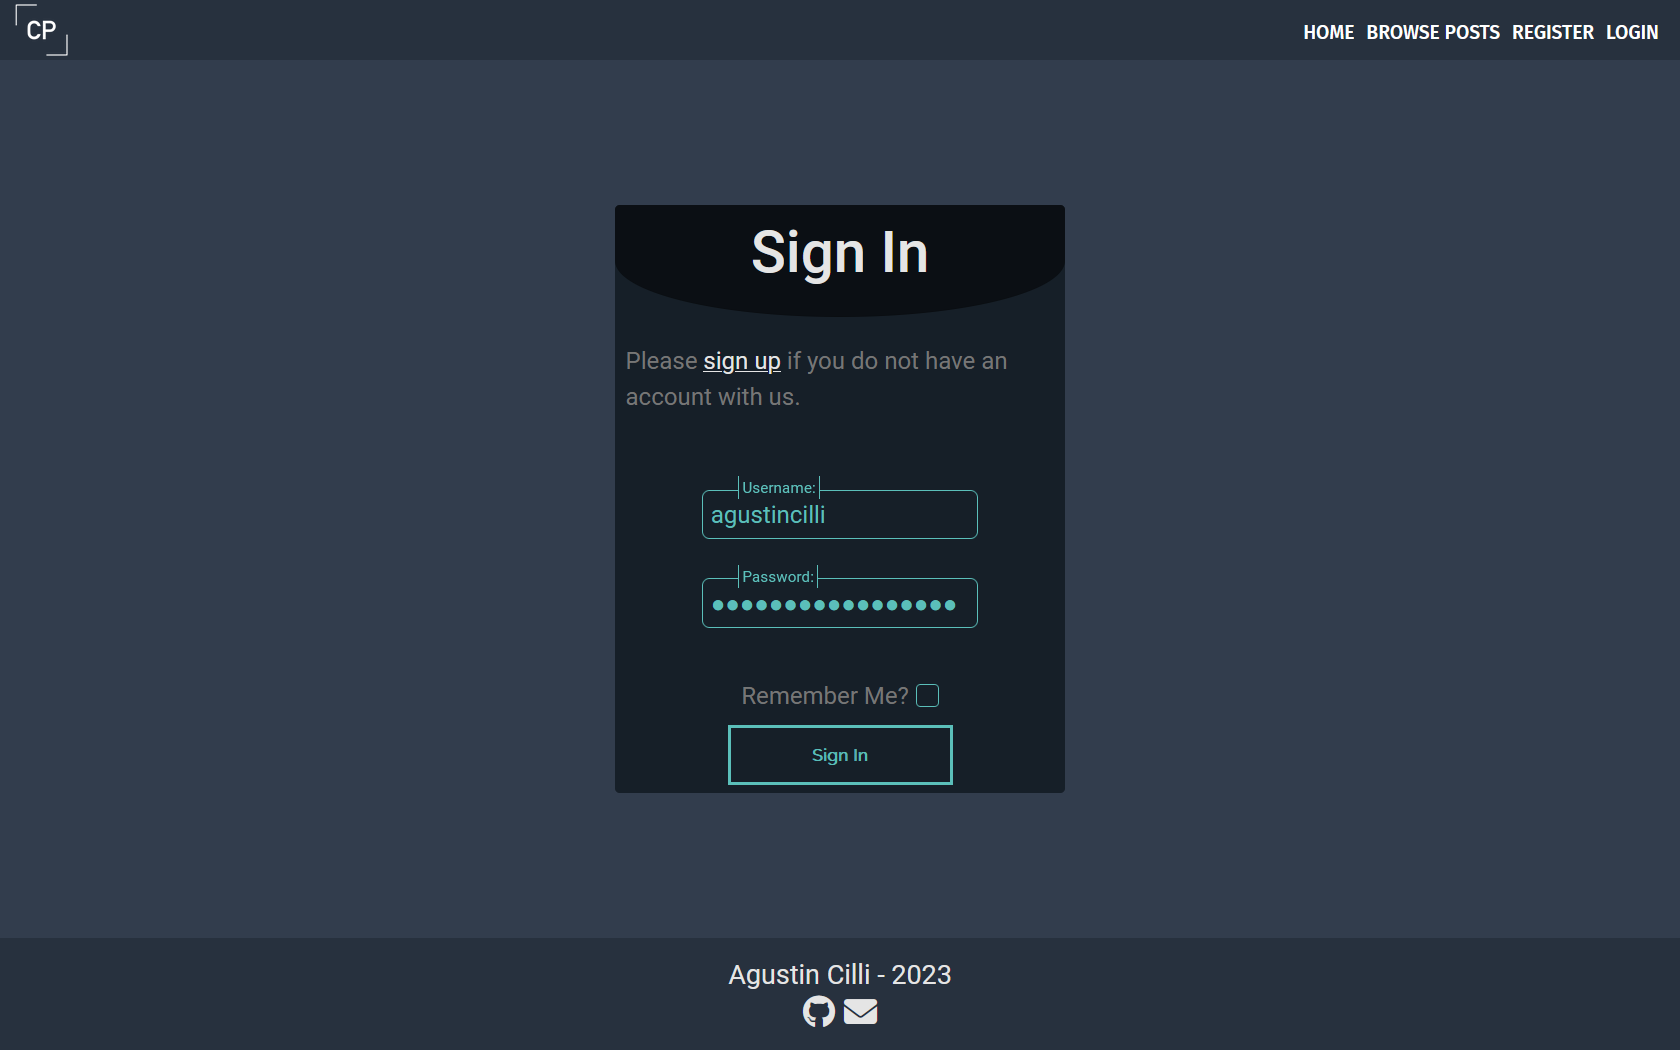 CP
HOME BROWSE POSTS REGISTER LOGIN
Sign In
Please sign up if you do not have an
account with us.
Username:
agustincilli
Password:
•••••••••••••••••
Remember Me?
Sign In
Agustin Cilli - 2023